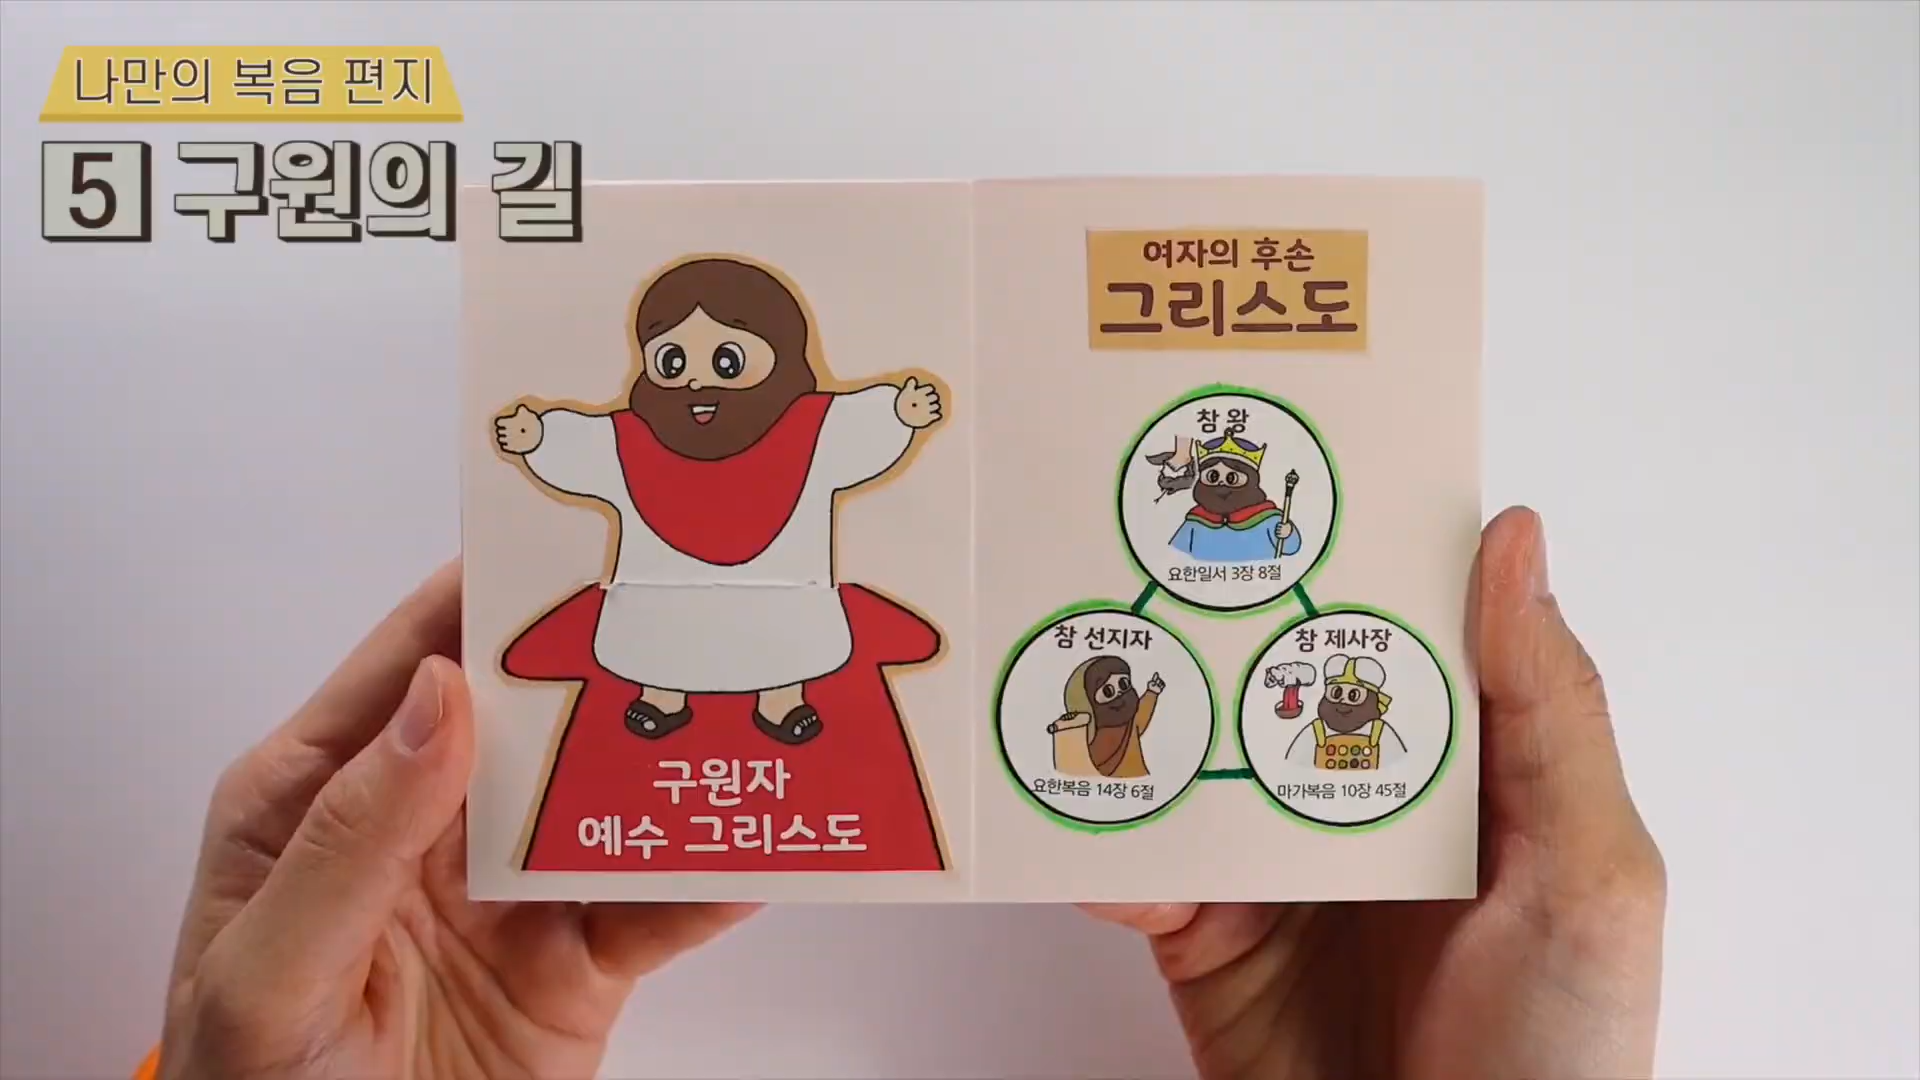 나만의 복음 편지
5 구원의 길
구원자
예수 그리스도
여자의 후손
그리스도
참 왕
요한일서 3장 8절
참 선지자
요한복음 14장 6절
참 제사장
마가복음 10장 45절